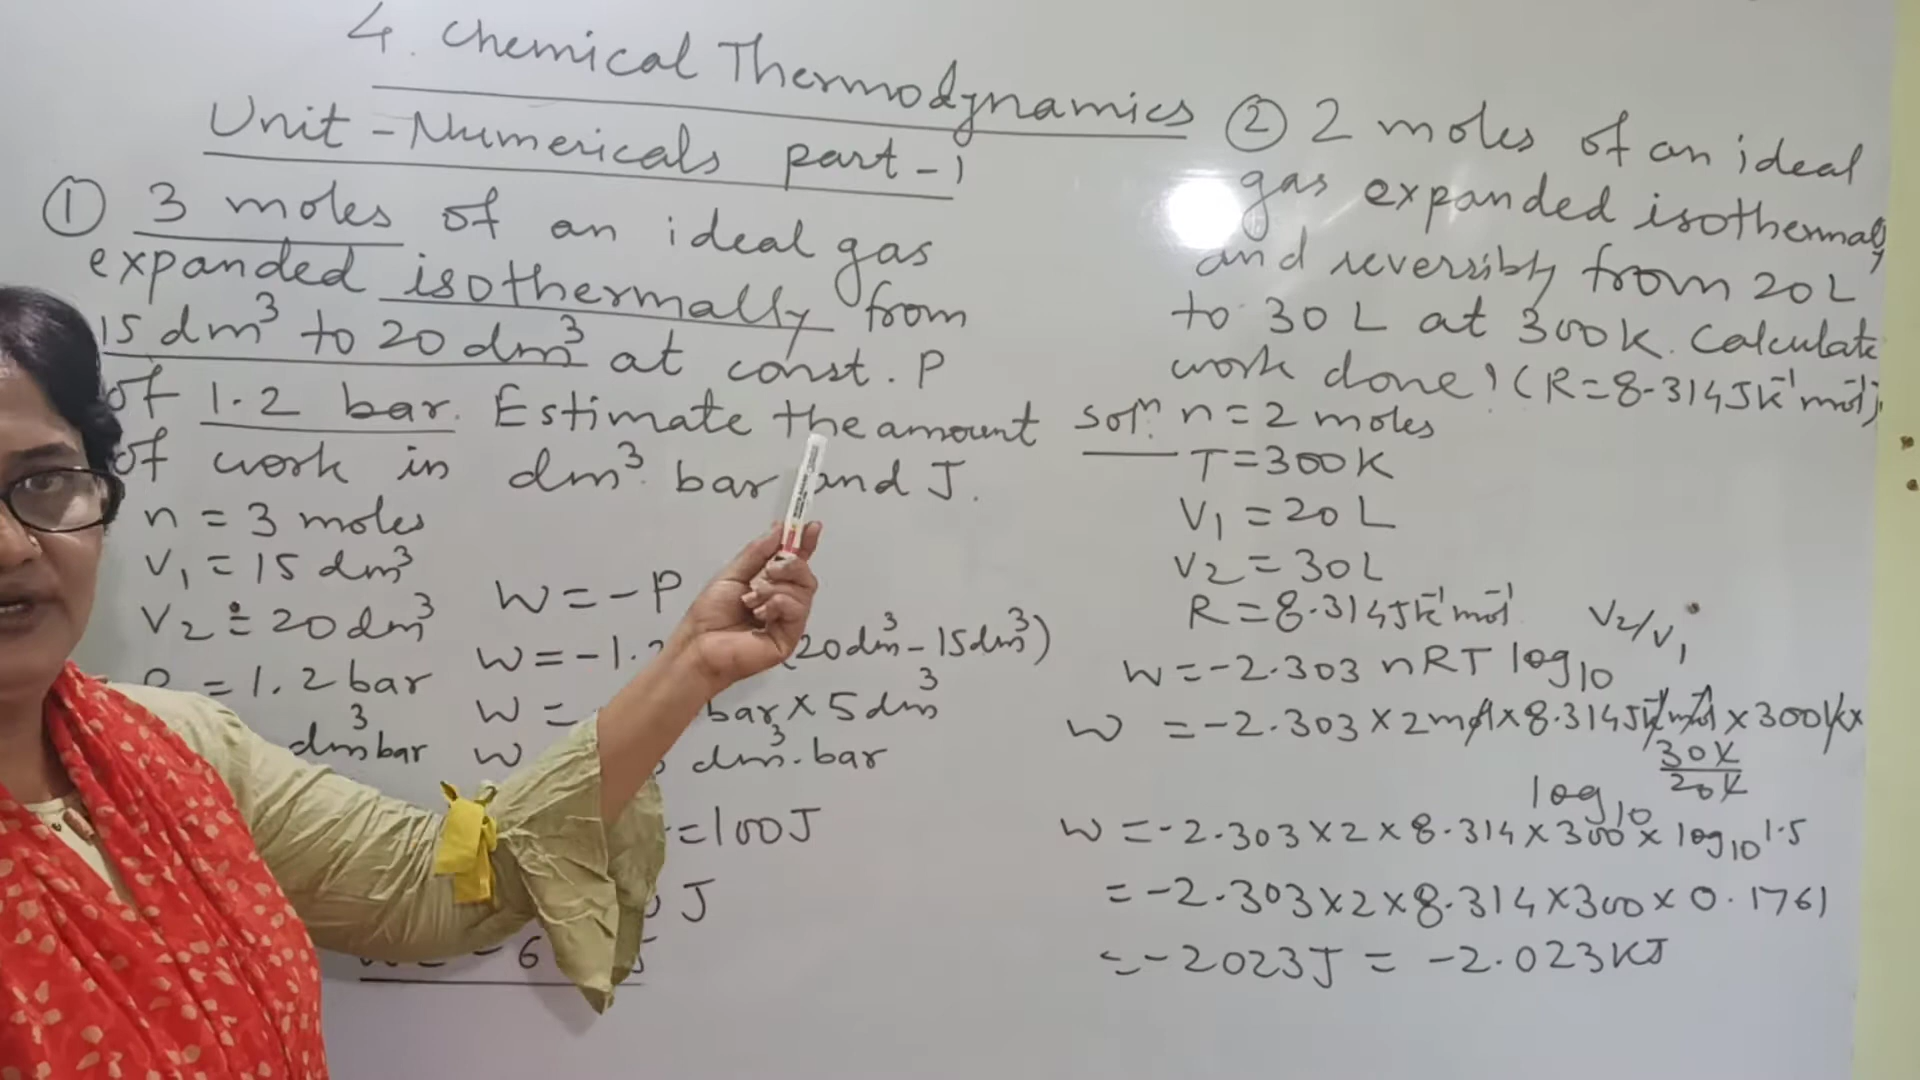 4. Chemical Thermodynamics
Unit - Numericals part - 1
① 3 moles of an ideal gas
expanded isothermally from
15 dm³ to 20 dm³ at const. P
of 1.2 bar. Estimate the amount
of work in dm³. bar and J.
n = 3 moles
V₁ = 15 dm³
V₂ = 20 dm³
= 1.2 bar
dm³ bar
W = - P
W = -1.2 (20dm³ - 15dm³)
W = bar × 5 dm³
W dm³. bar
= 100J
J
= - 6
② 2 moles of an ideal
gas expanded isothermally
and reversibly from 20L
to 30L at 300K. Calculate
work done? (R = 8.314JK⁻¹mol⁻¹)
solⁿ. n = 2 moles
T = 300K
V₁ = 20L
V₂ = 30L
R = 8.314JK⁻¹mol⁻¹
W = -2.303 nRT log₁₀ V₂/V₁
W = -2.303 × 2mol × 8.314JK⁻¹mol⁻¹ × 300K ×
log₁₀ 30L/20L
W = -2.303 × 2 × 8.314 × 300 × log₁₀ 1.5
= -2.303 × 2 × 8.314 × 300 × 0.1761
= -2023J = -2.023KJ